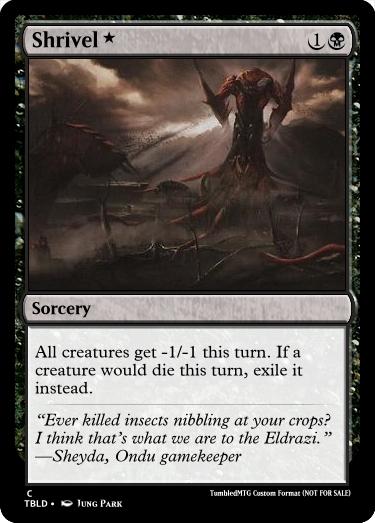 Shrivel ★ 1
Sorcery
All creatures get -1/-1 this turn. If a
creature would die this turn, exile it
instead.
“Ever killed insects nibbling at your crops?
I think that’s what we are to the Eldrazi.”
—Sheyda, Ondu gamekeeper
C
TBLD • Jung Park
TumbledMTG Custom Format (NOT FOR SALE)